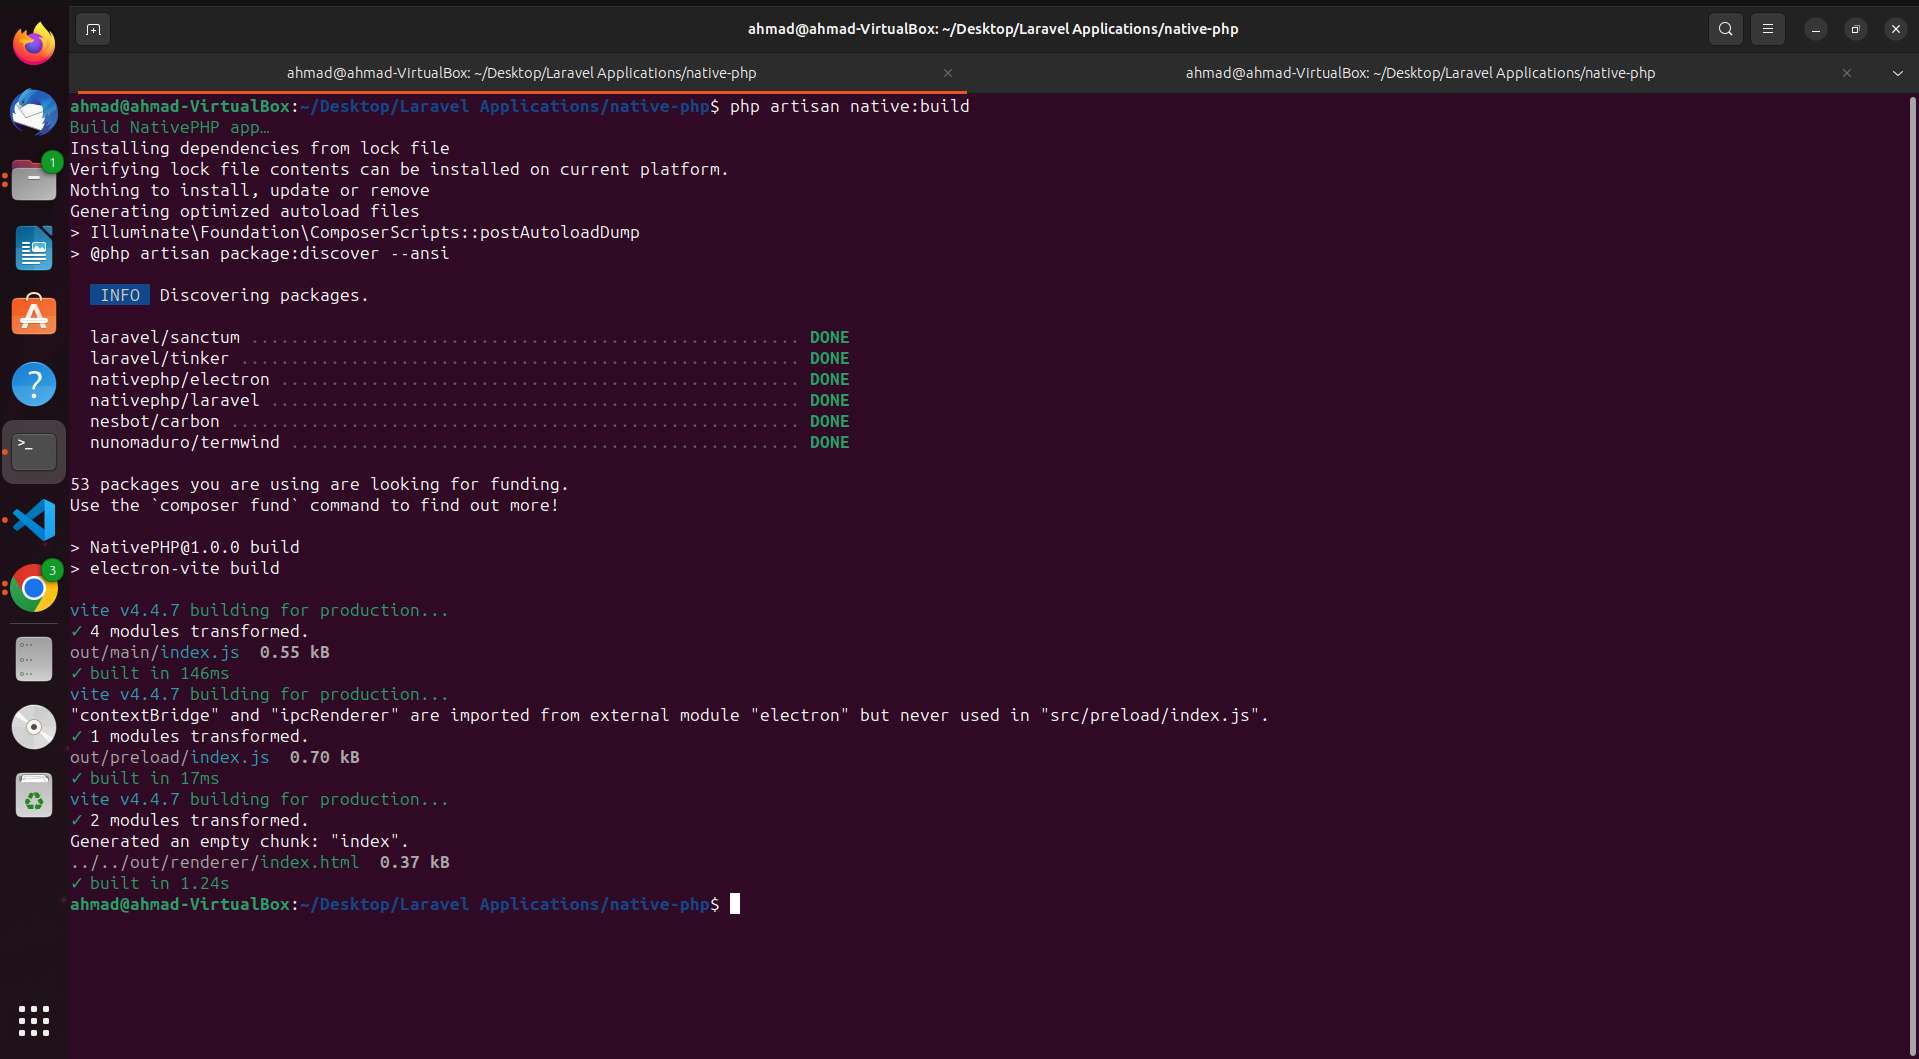 ahmad@ahmad-VirtualBox: ~/Desktop/Laravel Applications/native-php
ahmad@ahmad-VirtualBox: ~/Desktop/Laravel Applications/native-php
ahmad@ahmad-VirtualBox: ~/Desktop/Laravel Applications/native-php
ahmad@ahmad-VirtualBox:~/Desktop/Laravel Applications/native-php$ php artisan native:build
Build NativePHP app…
Installing dependencies from lock file
Verifying lock file contents can be installed on current platform.
Nothing to install, update or remove
Generating optimized autoload files
> Illuminate\Foundation\ComposerScripts::postAutoloadDump
> @php artisan package:discover --ansi
INFO Discovering packages.
laravel/sanctum ....................................................... DONE
laravel/tinker ........................................................ DONE
nativephp/electron .................................................... DONE
nativephp/laravel ..................................................... DONE
nesbot/carbon ......................................................... DONE
nunomaduro/termwind ................................................... DONE
53 packages you are using are looking for funding.
Use the `composer fund` command to find out more!
> NativePHP@1.0.0 build
> electron-vite build
vite v4.4.7 building for production...
✓ 4 modules transformed.
out/main/index.js  0.55 kB
✓ built in 146ms
vite v4.4.7 building for production...
"contextBridge" and "ipcRenderer" are imported from external module "electron" but never used in "src/preload/index.js".
✓ 1 modules transformed.
out/preload/index.js  0.70 kB
✓ built in 17ms
vite v4.4.7 building for production...
✓ 2 modules transformed.
Generated an empty chunk: "index".
../../out/renderer/index.html  0.37 kB
✓ built in 1.24s
ahmad@ahmad-VirtualBox:~/Desktop/Laravel Applications/native-php$
1
3